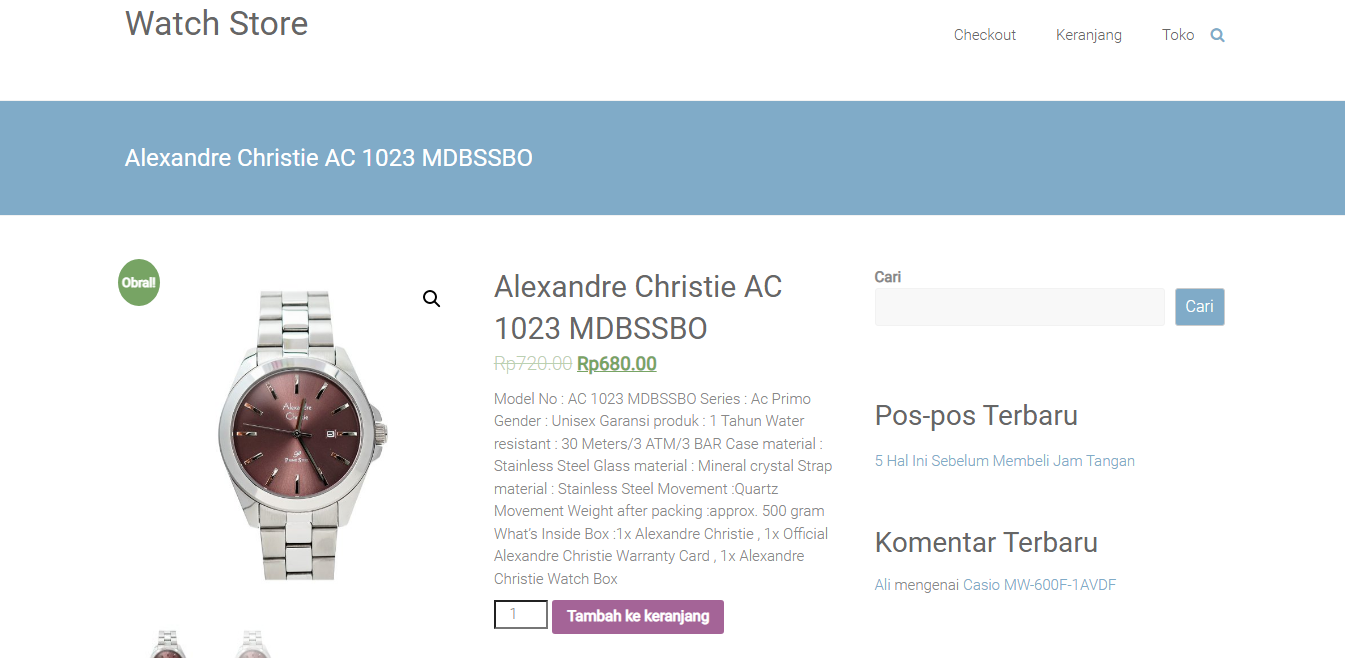 Watch Store
Checkout
Keranjang
Toko
Alexandre Christie AC 1023 MDBSSBO
Obral!
Alexandre
Christie
Alexandre Christie AC
1023 MDBSSBO
Rp720.00 Rp680.00
Model No : AC 1023 MDBSSBO Series : Ac Primo
Gender : Unisex Garansi produk : 1 Tahun Water
resistant : 30 Meters/3 ATM/3 BAR Case material :
Stainless Steel Glass material : Mineral crystal Strap
material : Stainless Steel Movement :Quartz
Movement Weight after packing :approx. 500 gram
What's Inside Box :1x Alexandre Christie , 1x Official
Alexandre Christie Warranty Card , 1x Alexandre
Christie Watch Box
1
Tambah ke keranjang
Cari
Cari
Pos-pos Terbaru
5 Hal Ini Sebelum Membeli Jam Tangan
Komentar Terbaru
Ali mengenai Casio MW-600F-1AVDF